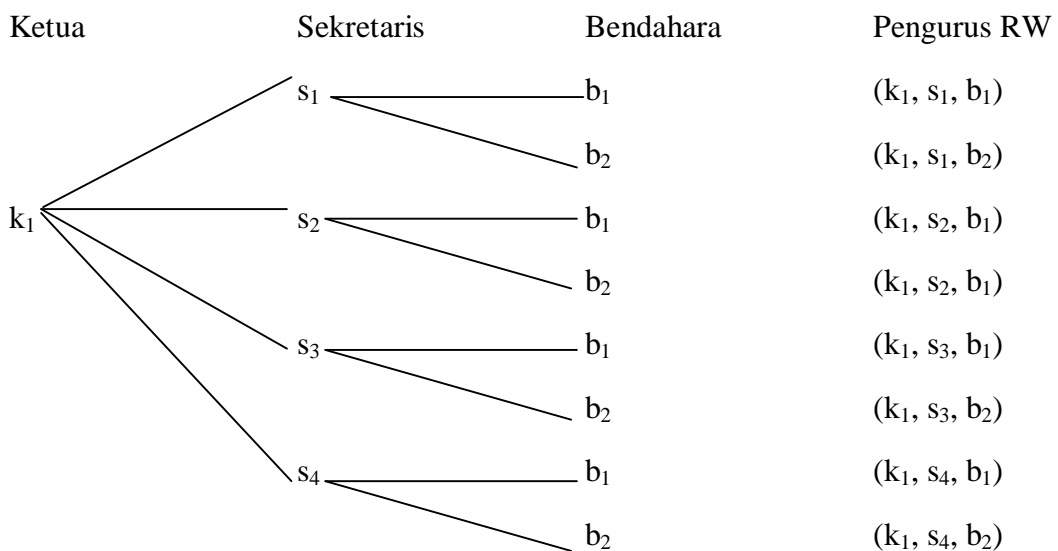 Ketua Sekretaris Bendahara Pengurus RW
s₁ b₁ (k₁, s₁, b₁)
b₂ (k₁, s₁, b₂)
k₁ s₂ b₁ (k₁, s₂, b₁)
b₂ (k₁, s₂, b₁)
s₃ b₁ (k₁, s₃, b₁)
b₂ (k₁, s₃, b₂)
s₄ b₁ (k₁, s₄, b₁)
b₂ (k₁, s₄, b₂)